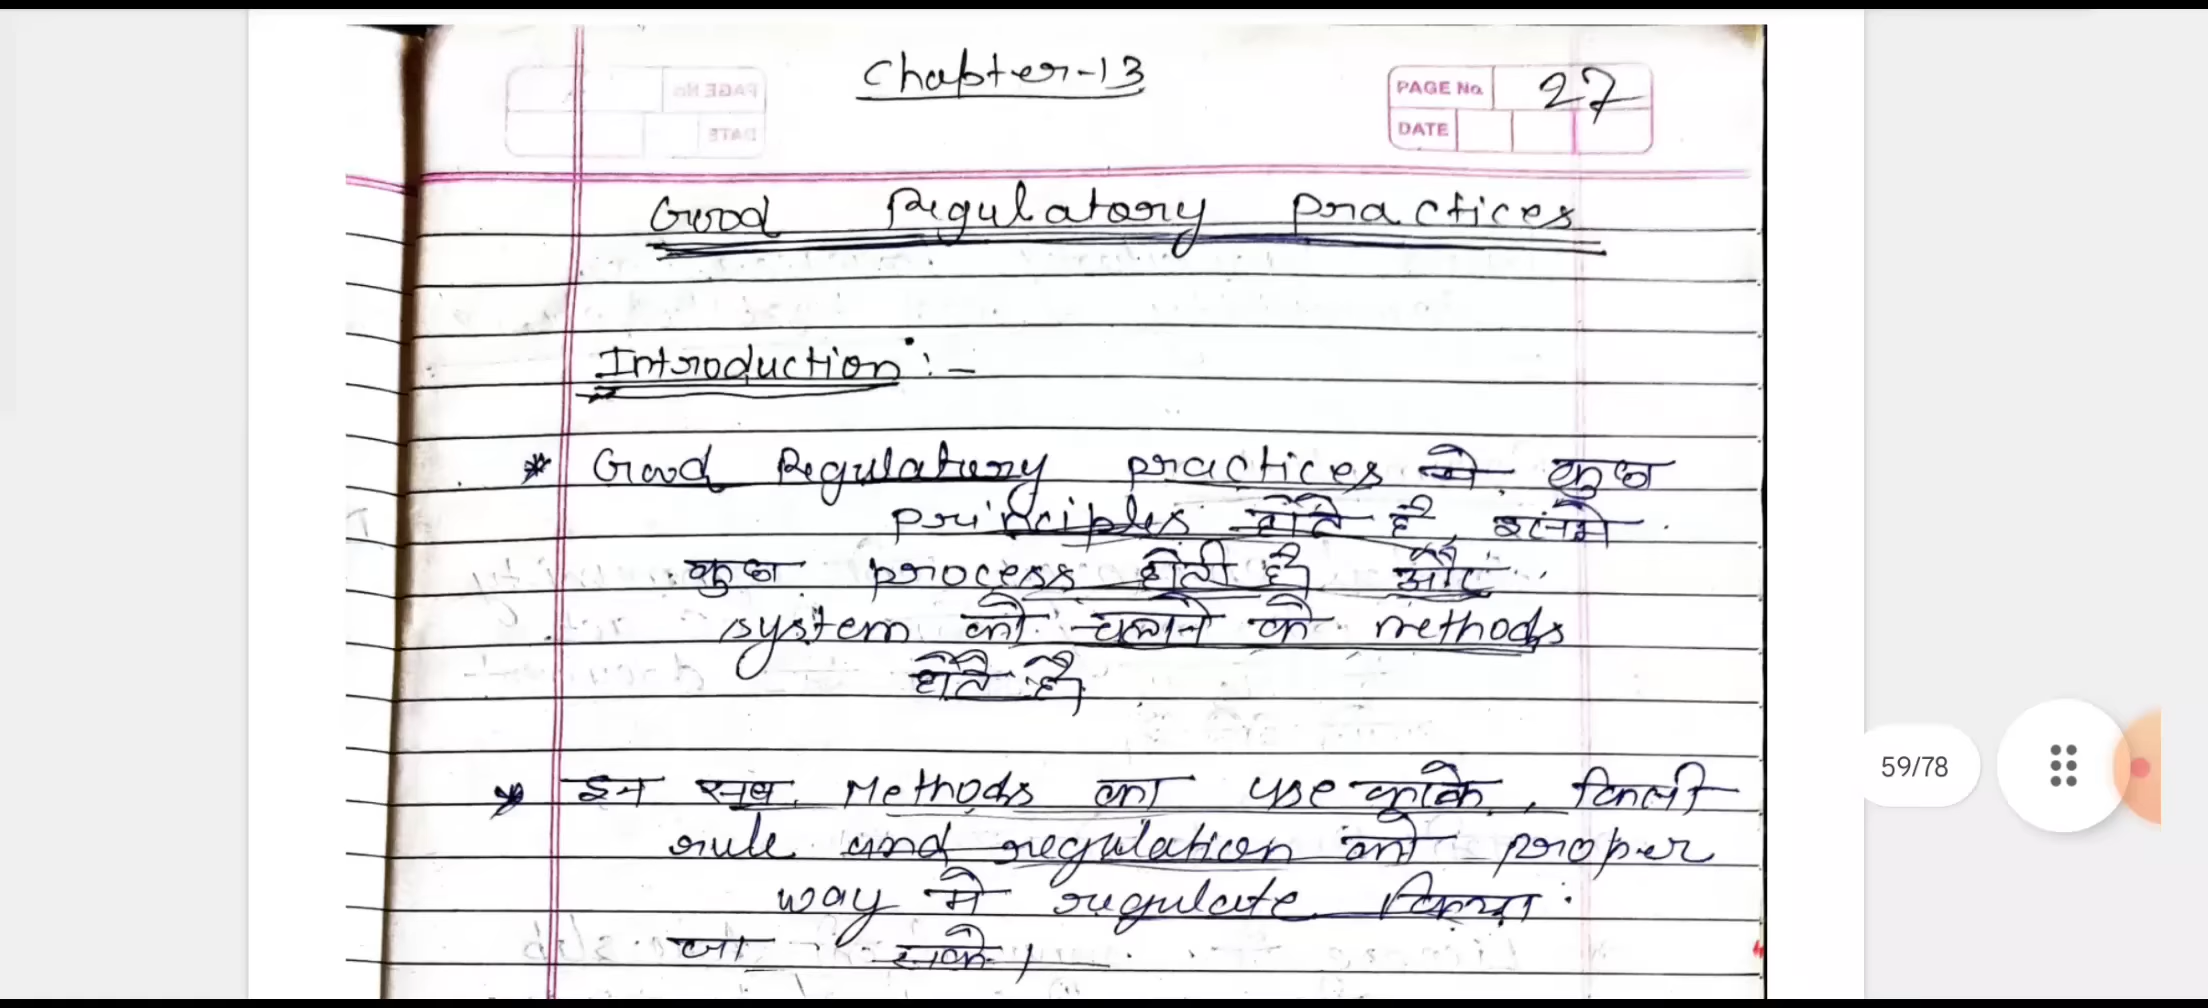 Chapter-13
PAGE No. 27
DATE
Good Regulatory practices
Introduction :-
* Good Regulatory practices मे कुछ
principles होते है, इसमे
कुछ process होती है और
system को चलाने के methods
होते है।
* इन सब Methods का use करके, किसी
rule and regulation को proper
way मे regulate किया
जा सके।
59/78